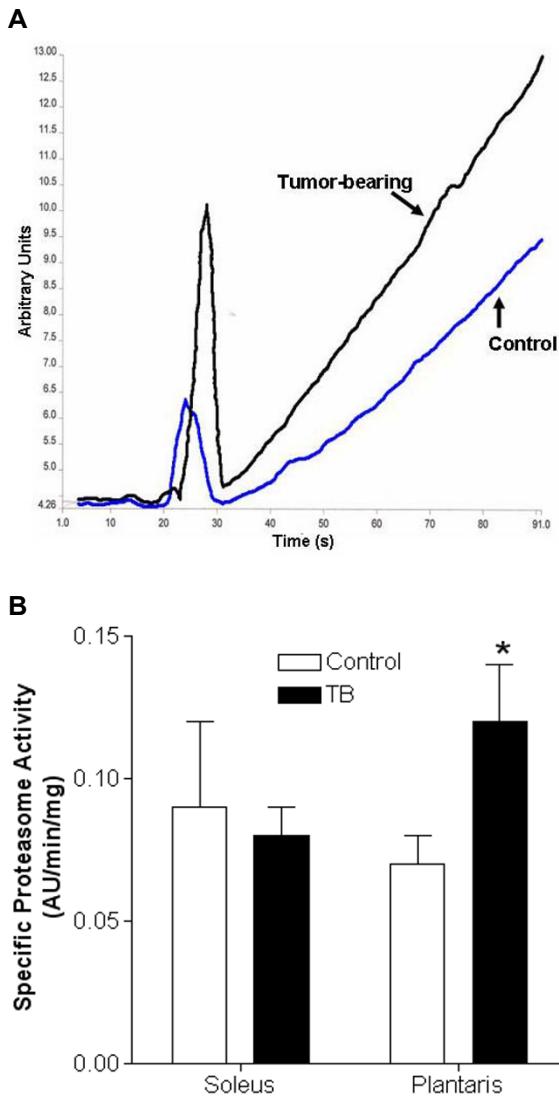 A
Arbitrary Units
13.00
12.5
12.0
11.5
11.0
10.5
10.0
9.5
9.0
8.5
8.0
7.5
7.0
6.5
6.0
5.5
5.0
4.26
Tumor-bearing
Control
1.0 10 20 30 40 50 60 70 80 91.0
Time (s)
B
Specific Proteasome Activity
(AU/min/mg)
0.15
0.10
0.05
0.00
Control
TB
*
Soleus Plantaris